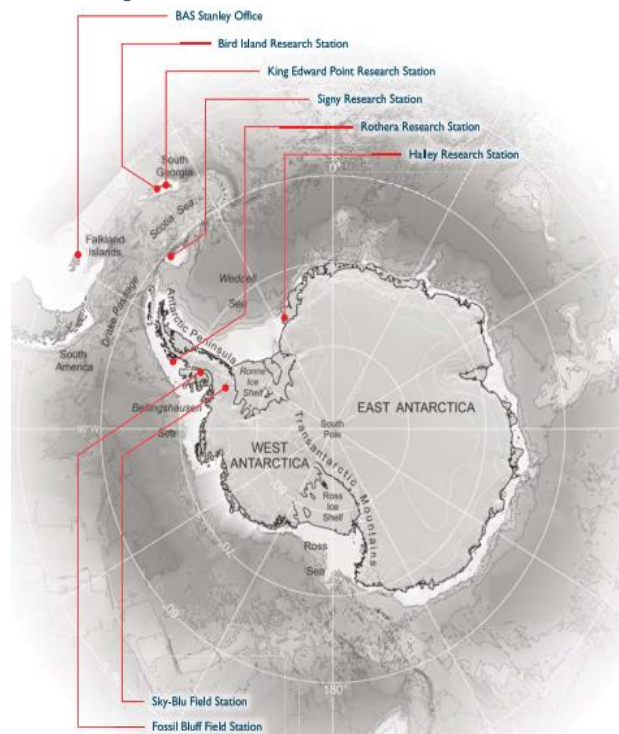 BAS Stanley Office
Bird Island Research Station
King Edward Point Research Station
Signy Research Station
Rothera Research Station
Halley Research Station
0°
South
Georgia
Scotia Sea
Falkland
Islands
Drake Passage
Weddell
Sea
South
America
Antarctic Peninsula
Ronne
Ice
Shelf
Bellingshausen
Sea
90°W
EAST ANTARCTICA
South
Pole
WEST
ANTARCTICA
Transantarctic Mountains
Ross
Ice
Shelf
Ross
Sea
180°
Sky-Blu Field Station
Fossil Bluff Field Station